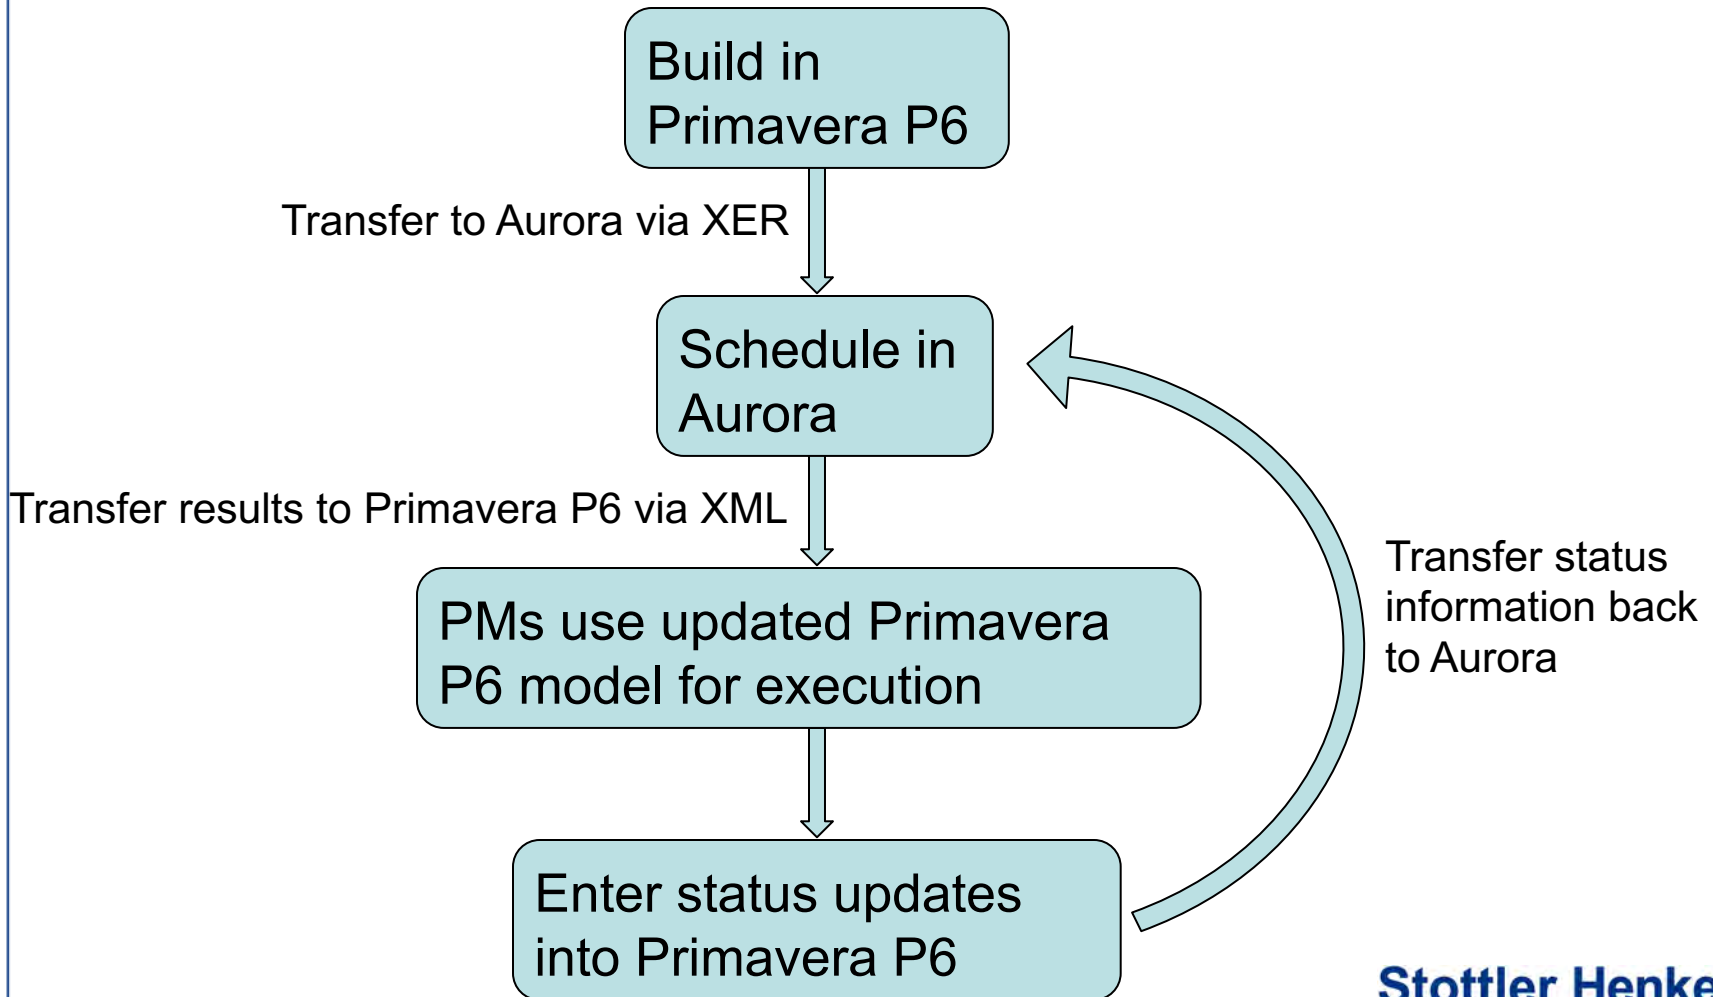 Build in
Primavera P6
Transfer to Aurora via XER
Schedule in
Aurora
Transfer results to Primavera P6 via XML
PMs use updated Primavera
P6 model for execution
Transfer status
information back
to Aurora
Enter status updates
into Primavera P6
Stottler Henke